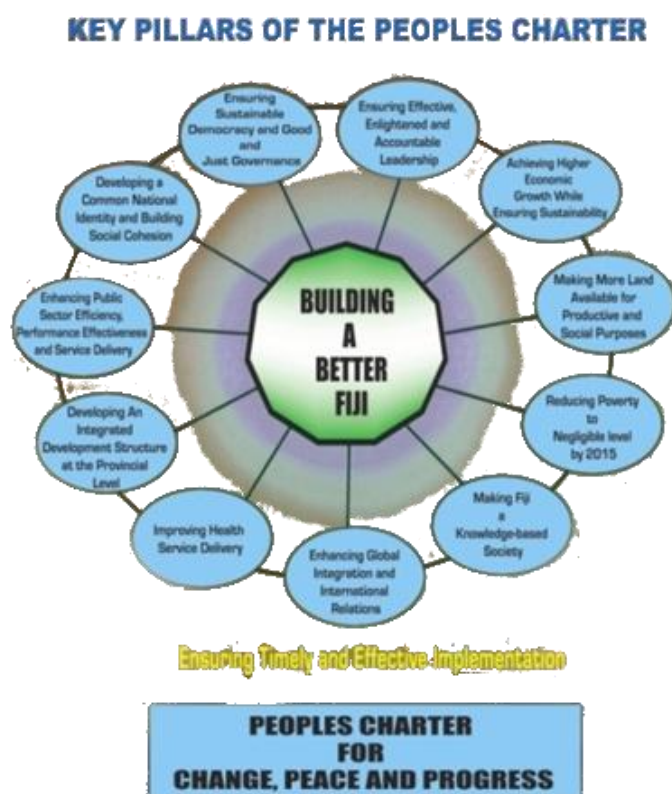 KEY PILLARS OF THE PEOPLES CHARTER
Ensuring
Sustainable
Democracy and Good
and
Just Governance
Ensuring Effective,
Enlightened and
Accountable
Leadership
Achieving Higher
Economic
Growth While
Ensuring Sustainability
Making More Land
Available for
Productive and
Social Purposes
Reducing Poverty
to
Negligible level
by 2015
Making Fiji
a
Knowledge-based
Society
Enhancing Global
Integration and
International
Relations
Improving Health
Service Delivery
Developing An
Integrated
Development Structure
at the Provincial
Level
Enhancing Public
Sector Efficiency,
Performance Effectiveness
and Service Delivery
Developing a
Common National
Identity and Building
Social Cohesion
BUILDING
A
BETTER
FIJI
Ensuring Timely and Effective Implementation
PEOPLES CHARTER
FOR
CHANGE, PEACE AND PROGRESS